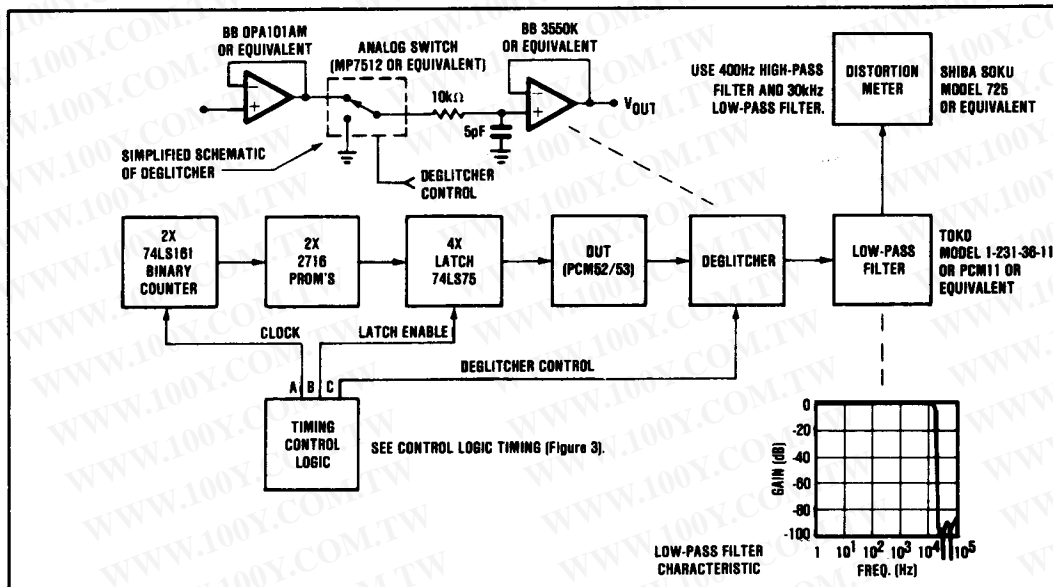 BB OPA101AM
OR EQUIVALENT
ANALOG SWITCH
(MP7512 OR EQUIVALENT)
BB 3550K
OR EQUIVALENT
10kΩ
5pF
VOUT
SIMPLIFIED SCHEMATIC
OF DEGLITCHER
DEGLITCHER
CONTROL
USE 400Hz HIGH-PASS
FILTER AND 30kHz
LOW-PASS FILTER.
DISTORTION
METER
SHIBA SOKU
MODEL 725
OR EQUIVALENT
2X
74LS161
BINARY
COUNTER
2X
2716
PROM'S
4X
LATCH
74LS75
DUT
(PCM52/53)
DEGLITCHER
LOW-PASS
FILTER
TOKO
MODEL 1-231-36-11
OR PCM11 OR
EQUIVALENT
CLOCK
LATCH ENABLE
DEGLITCHER CONTROL
A B C
TIMING
CONTROL
LOGIC
SEE CONTROL LOGIC TIMING (Figure 3).
GAIN (dB)
0
-20
-40
-60
-80
-100
1 10¹ 10² 10³ 10⁴ 10⁵
FREQ. (Hz)
LOW-PASS FILTER
CHARACTERISTIC
WWW.100Y.COM.TW